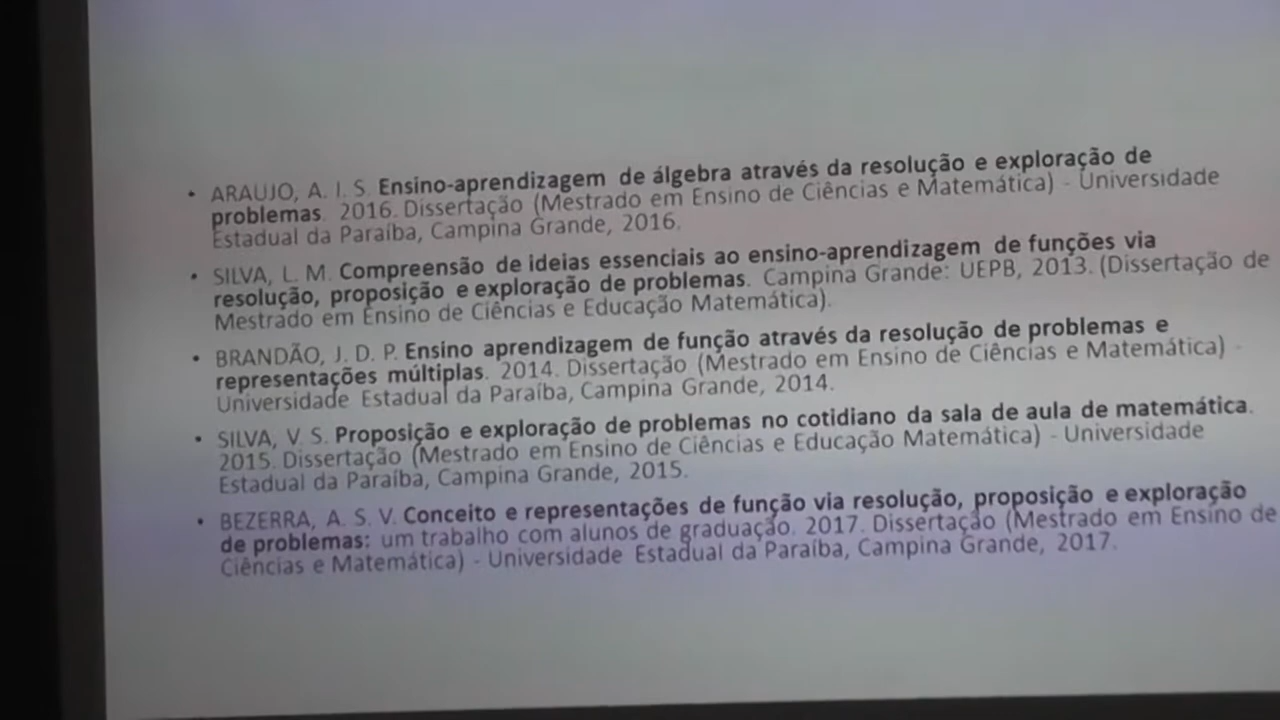 • ARAUJO, A. I. S. Ensino-aprendizagem de álgebra através da resolução e exploração de
problemas. 2016. Dissertação (Mestrado em Ensino de Ciências e Matemática) - Universidade
Estadual da Paraíba, Campina Grande, 2016.
• SILVA, L. M. Compreensão de ideias essenciais ao ensino-aprendizagem de funções via
resolução, proposição e exploração de problemas. Campina Grande: UEPB, 2013. (Dissertação de
Mestrado em Ensino de Ciências e Educação Matemática).
• BRANDÃO, J. D. P. Ensino aprendizagem de função através da resolução de problemas e
representações múltiplas. 2014. Dissertação (Mestrado em Ensino de Ciências e Matemática) -
Universidade Estadual da Paraíba, Campina Grande, 2014.
• SILVA, V. S. Proposição e exploração de problemas no cotidiano da sala de aula de matemática.
2015. Dissertação (Mestrado em Ensino de Ciências e Educação Matemática) - Universidade
Estadual da Paraíba, Campina Grande, 2015.
• BEZERRA, A. S. V. Conceito e representações de função via resolução, proposição e exploração
de problemas: um trabalho com alunos de graduação. 2017. Dissertação (Mestrado em Ensino de
Ciências e Matemática) - Universidade Estadual da Paraíba, Campina Grande, 2017.